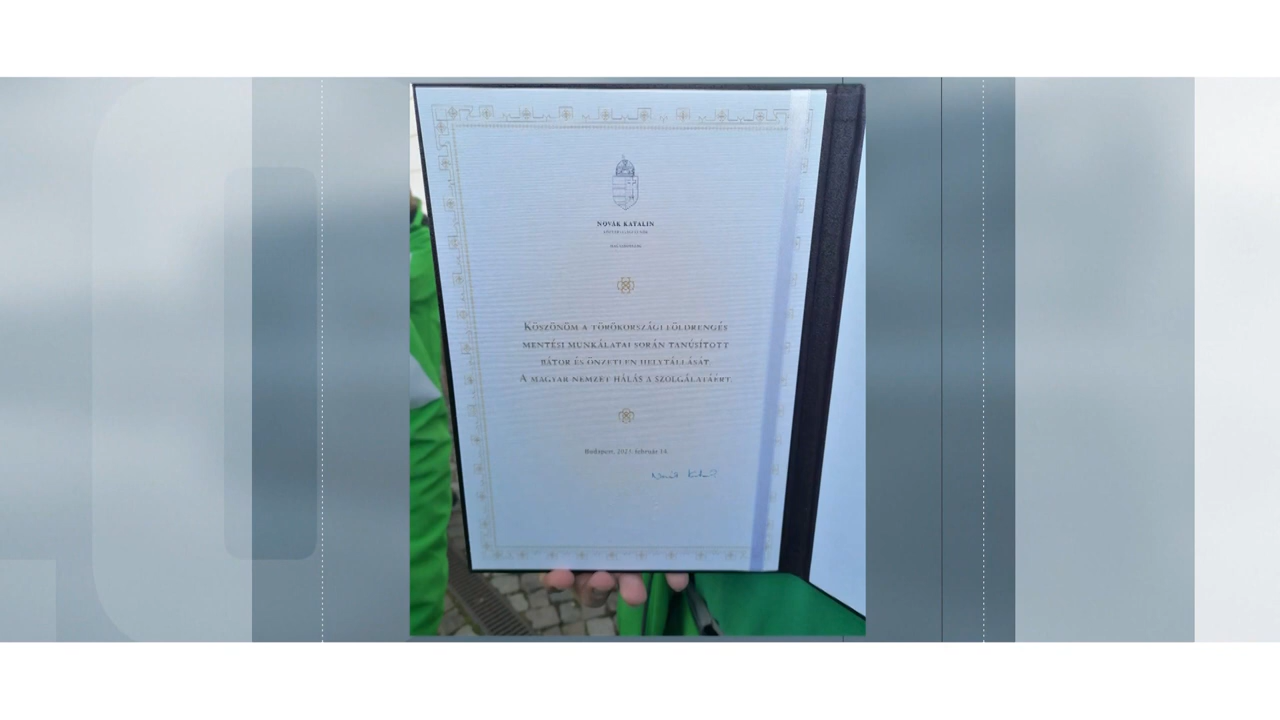 NOVÁK KATALIN
KÖSZÖNÖM A TÖRÖKORSZÁGI FÖLDRENGÉS
MENTÉSI MUNKÁLATAI SORÁN TANÚSÍTOTT
BÁTOR ÉS ÖNZETLEN HELYTÁLLÁSÁT.
A MAGYAR NEMZET HÁLÁS A SZOLGÁLATÁÉRT.
Budapest, 2023. február 14.